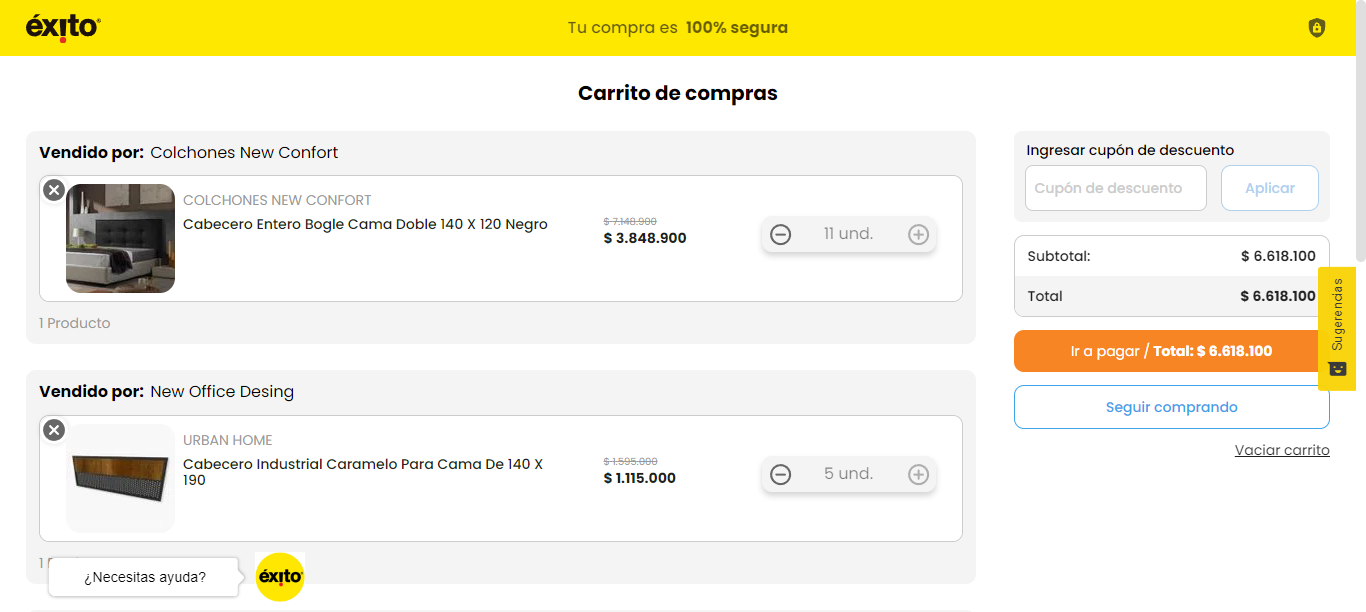 éxito
Tu compra es 100% segura
Carrito de compras
Vendido por: Colchones New Confort
COLCHONES NEW CONFORT
Cabecero Entero Bogle Cama Doble 140 X 120 Negro
$ 7.148.900
$ 3.848.900
11 und.
1 Producto
Vendido por: New Office Desing
URBAN HOME
Cabecero Industrial Caramelo Para Cama De 140 X
190
$ 1.595.000
$ 1.115.000
5 und.
1
¿Necesitas ayuda?
éxito
Ingresar cupón de descuento
Cupón de descuento
Aplicar
Subtotal: $ 6.618.100
Total $ 6.618.100
Ir a pagar / Total: $ 6.618.100
Seguir comprando
Vaciar carrito
Sugerendas